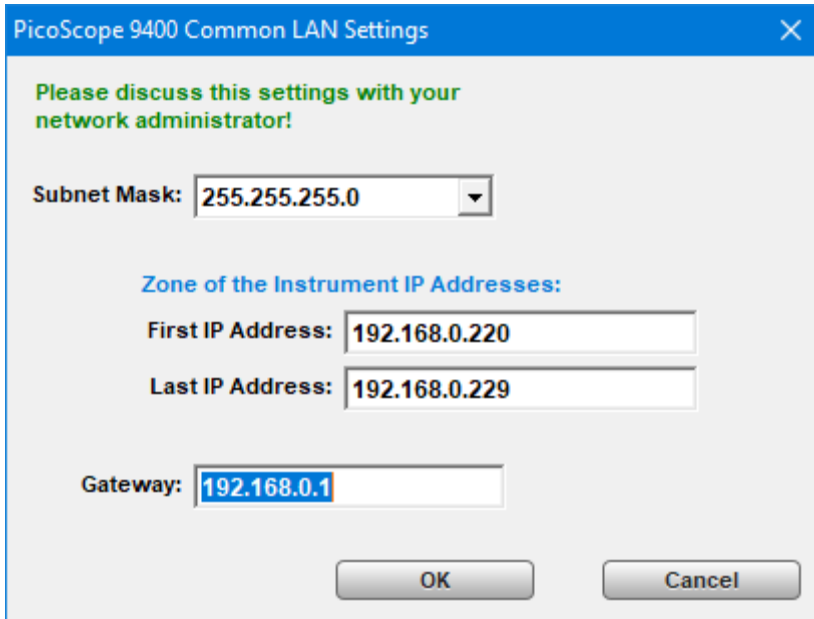 PicoScope 9400 Common LAN Settings
Please discuss this settings with your
network administrator!
Subnet Mask: 255.255.255.0
Zone of the Instrument IP Addresses:
First IP Address: 192.168.0.220
Last IP Address: 192.168.0.229
Gateway: 192.168.0.1
OK Cancel